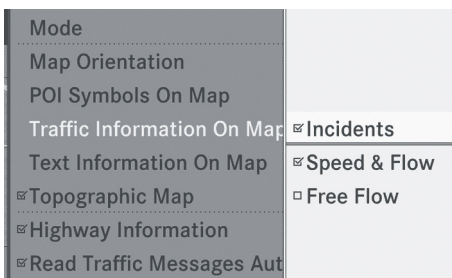 Mode
Map Orientation
POI Symbols On Map
Traffic Information On Map
Text Information On Map
Topographic Map
Highway Information
Read Traffic Messages Aut
Incidents
Speed & Flow
Free Flow